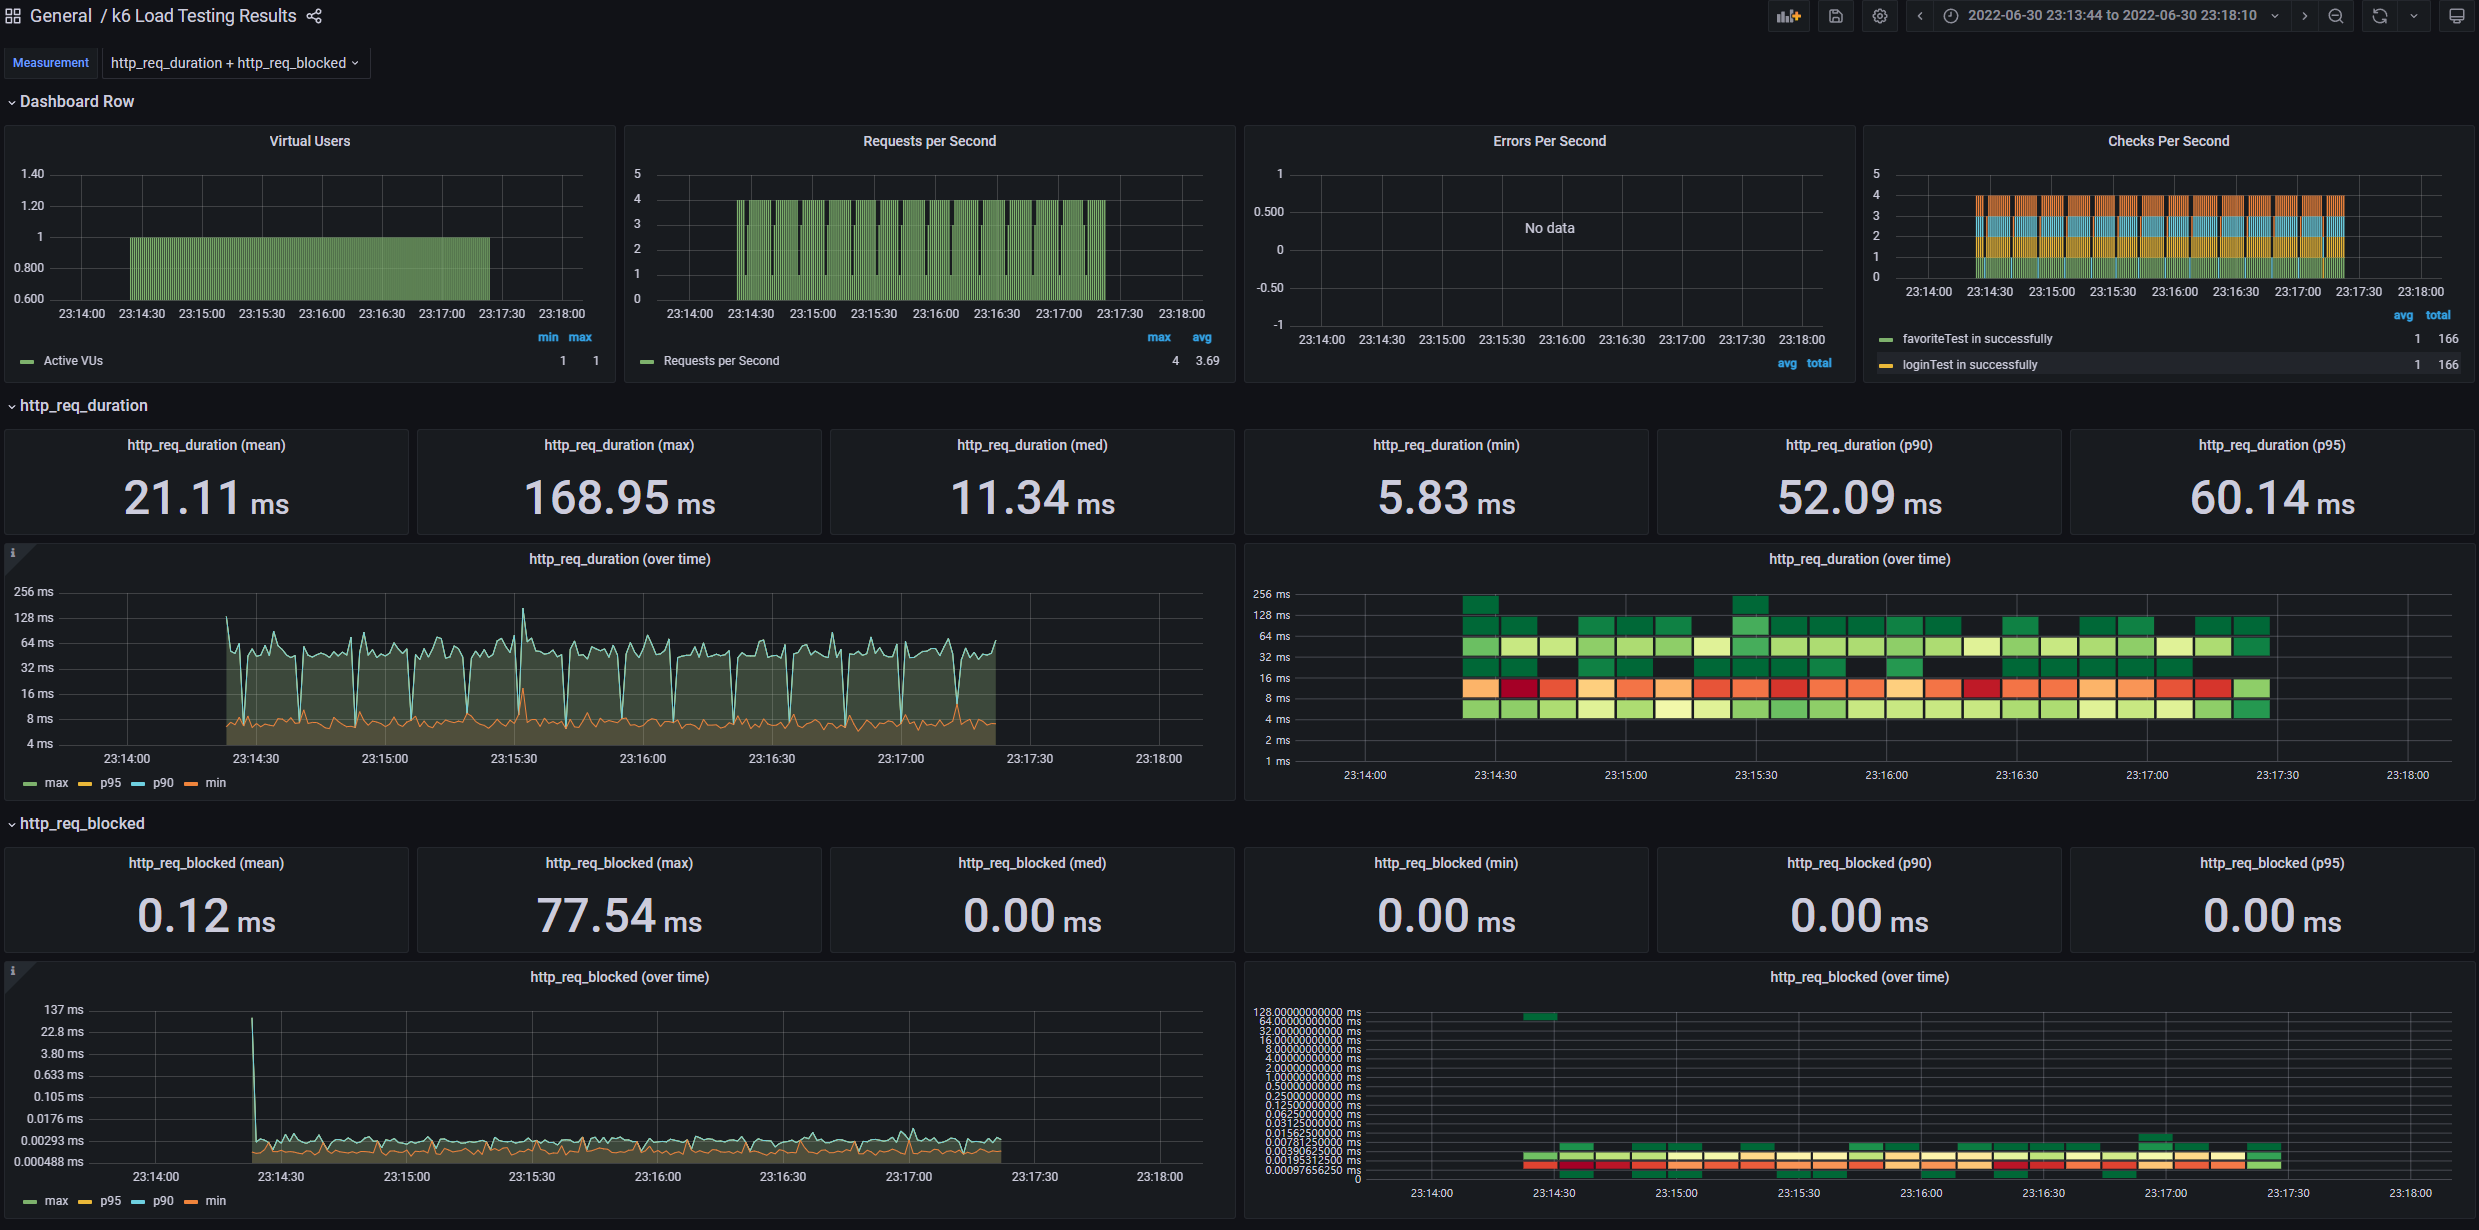 General / k6 Load Testing Results
2022-06-30 23:13:44 to 2022-06-30 23:18:10
Measurement http_req_duration + http_req_blocked
Dashboard Row
Virtual Users
1.40
1.20
1
0.800
0.600
23:14:00 23:14:30 23:15:00 23:15:30 23:16:00 23:16:30 23:17:00 23:17:30 23:18:00
min max
Active VUs 1 1
Requests per Second
5
4
3
2
1
0
23:14:00 23:14:30 23:15:00 23:15:30 23:16:00 23:16:30 23:17:00 23:17:30 23:18:00
max avg
Requests per Second 4 3.69
Errors Per Second
1
0.500
0
-0.50
-1
No data
23:14:00 23:14:30 23:15:00 23:15:30 23:16:00 23:16:30 23:17:00 23:17:30 23:18:00
avg total
Checks Per Second
5
4
3
2
1
0
23:14:00 23:14:30 23:15:00 23:15:30 23:16:00 23:16:30 23:17:00 23:17:30 23:18:00
avg total
favoriteTest in successfully 1 166
loginTest in successfully 1 166
http_req_duration
http_req_duration (mean)
21.11 ms
http_req_duration (max)
168.95 ms
http_req_duration (med)
11.34 ms
http_req_duration (min)
5.83 ms
http_req_duration (p90)
52.09 ms
http_req_duration (p95)
60.14 ms
i
http_req_duration (over time)
256 ms
128 ms
64 ms
32 ms
16 ms
8 ms
4 ms
23:14:00 23:14:30 23:15:00 23:15:30 23:16:00 23:16:30 23:17:00 23:17:30 23:18:00
max p95 p90 min
http_req_duration (over time)
256 ms
128 ms
64 ms
32 ms
16 ms
8 ms
4 ms
2 ms
1 ms
23:14:00 23:14:30 23:15:00 23:15:30 23:16:00 23:16:30 23:17:00 23:17:30 23:18:00
http_req_blocked
http_req_blocked (mean)
0.12 ms
http_req_blocked (max)
77.54 ms
http_req_blocked (med)
0.00 ms
http_req_blocked (min)
0.00 ms
http_req_blocked (p90)
0.00 ms
http_req_blocked (p95)
0.00 ms
i
http_req_blocked (over time)
137 ms
22.8 ms
3.80 ms
0.633 ms
0.105 ms
0.0176 ms
0.00293 ms
0.000488 ms
23:14:00 23:14:30 23:15:00 23:15:30 23:16:00 23:16:30 23:17:00 23:17:30 23:18:00
max p95 p90 min
http_req_blocked (over time)
128.00000000000 ms
64.00000000000 ms
32.00000000000 ms
16.00000000000 ms
8.00000000000 ms
4.00000000000 ms
2.00000000000 ms
1.00000000000 ms
0.50000000000 ms
0.25000000000 ms
0.12500000000 ms
0.06250000000 ms
0.03125000000 ms
0.01562500000 ms
0.00781250000 ms
0.00390625000 ms
0.00195312500 ms
0.00097656250 ms
0
23:14:00 23:14:30 23:15:00 23:15:30 23:16:00 23:16:30 23:17:00 23:17:30 23:18:00